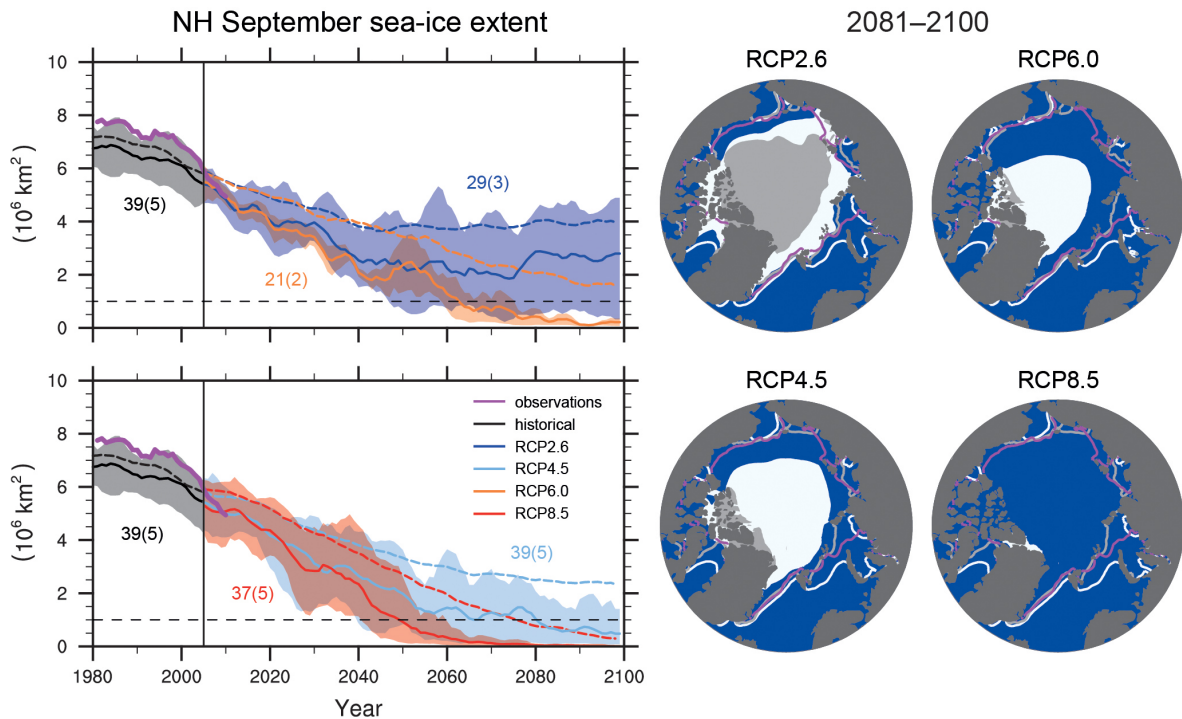 NH September sea-ice extent
2081–2100
(10⁶ km²)
10
8
6
4
2
0
39(5)
29(3)
21(2)
RCP2.6
RCP6.0
(10⁶ km²)
10
8
6
4
2
0
39(5)
37(5)
39(5)
observations
historical
RCP2.6
RCP4.5
RCP6.0
RCP8.5
1980
2000
2020
2040
2060
2080
2100
Year
RCP4.5
RCP8.5